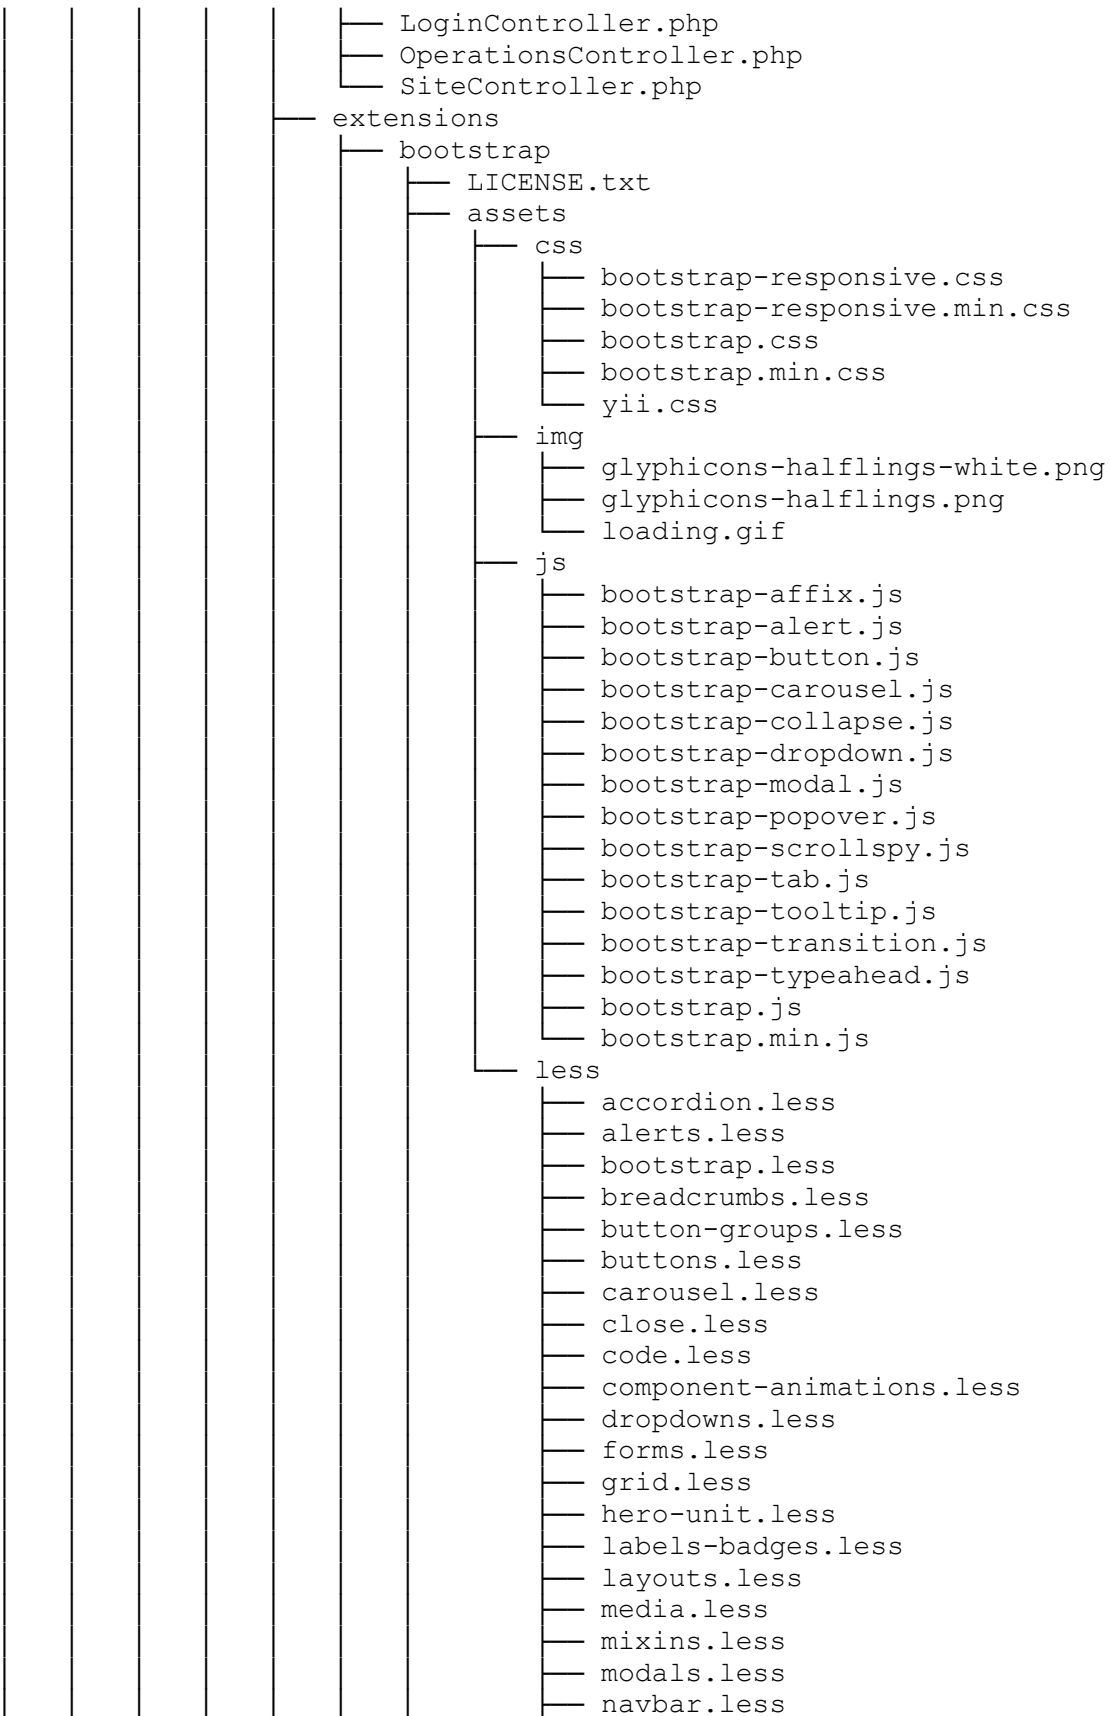 │   │   │   │   │   ├── LoginController.php
│   │   │   │   │   ├── OperationsController.php
│   │   │   │   │   └── SiteController.php
│   │   │   │   ├── extensions
│   │   │   │   │   ├── bootstrap
│   │   │   │   │   │   ├── LICENSE.txt
│   │   │   │   │   │   ├── assets
│   │   │   │   │   │   │   ├── css
│   │   │   │   │   │   │   │   ├── bootstrap-responsive.css
│   │   │   │   │   │   │   │   ├── bootstrap-responsive.min.css
│   │   │   │   │   │   │   │   ├── bootstrap.css
│   │   │   │   │   │   │   │   ├── bootstrap.min.css
│   │   │   │   │   │   │   │   └── yii.css
│   │   │   │   │   │   │   ├── img
│   │   │   │   │   │   │   │   ├── glyphicons-halflings-white.png
│   │   │   │   │   │   │   │   ├── glyphicons-halflings.png
│   │   │   │   │   │   │   │   └── loading.gif
│   │   │   │   │   │   │   ├── js
│   │   │   │   │   │   │   │   ├── bootstrap-affix.js
│   │   │   │   │   │   │   │   ├── bootstrap-alert.js
│   │   │   │   │   │   │   │   ├── bootstrap-button.js
│   │   │   │   │   │   │   │   ├── bootstrap-carousel.js
│   │   │   │   │   │   │   │   ├── bootstrap-collapse.js
│   │   │   │   │   │   │   │   ├── bootstrap-dropdown.js
│   │   │   │   │   │   │   │   ├── bootstrap-modal.js
│   │   │   │   │   │   │   │   ├── bootstrap-popover.js
│   │   │   │   │   │   │   │   ├── bootstrap-scrollspy.js
│   │   │   │   │   │   │   │   ├── bootstrap-tab.js
│   │   │   │   │   │   │   │   ├── bootstrap-tooltip.js
│   │   │   │   │   │   │   │   ├── bootstrap-transition.js
│   │   │   │   │   │   │   │   ├── bootstrap-typeahead.js
│   │   │   │   │   │   │   │   ├── bootstrap.js
│   │   │   │   │   │   │   │   └── bootstrap.min.js
│   │   │   │   │   │   │   └── less
│   │   │   │   │   │   │       ├── accordion.less
│   │   │   │   │   │   │       ├── alerts.less
│   │   │   │   │   │   │       ├── bootstrap.less
│   │   │   │   │   │   │       ├── breadcrumbs.less
│   │   │   │   │   │   │       ├── button-groups.less
│   │   │   │   │   │   │       ├── buttons.less
│   │   │   │   │   │   │       ├── carousel.less
│   │   │   │   │   │   │       ├── close.less
│   │   │   │   │   │   │       ├── code.less
│   │   │   │   │   │   │       ├── component-animations.less
│   │   │   │   │   │   │       ├── dropdowns.less
│   │   │   │   │   │   │       ├── forms.less
│   │   │   │   │   │   │       ├── grid.less
│   │   │   │   │   │   │       ├── hero-unit.less
│   │   │   │   │   │   │       ├── labels-badges.less
│   │   │   │   │   │   │       ├── layouts.less
│   │   │   │   │   │   │       ├── media.less
│   │   │   │   │   │   │       ├── mixins.less
│   │   │   │   │   │   │       ├── modals.less
│   │   │   │   │   │   │       ├── navbar.less